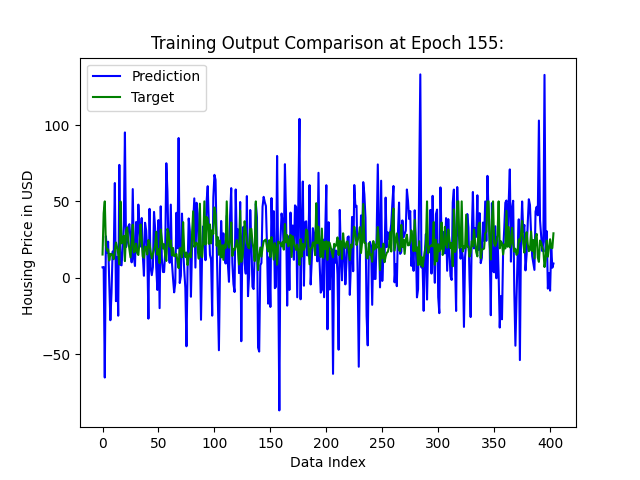 Training Output Comparison at Epoch 155:
Prediction
Target
Housing Price in USD
100
50
0
−50
0
50
100
150
200
250
300
350
400
Data Index